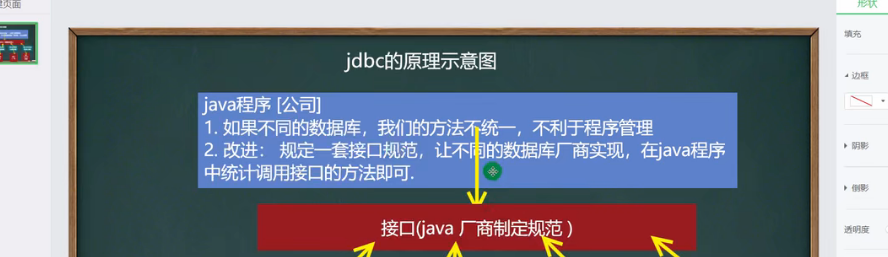 形状
jdbc的原理示意图
填充
java程序 [公司]
1. 如果不同的数据库，我们的方法不统一，不利于程序管理
2. 改进： 规定一套接口规范，让不同的数据库厂商实现，在java程序
中统计调用接口的方法即可.
边框
阴影
倒影
接口(java 厂商制定规范 )
透明度